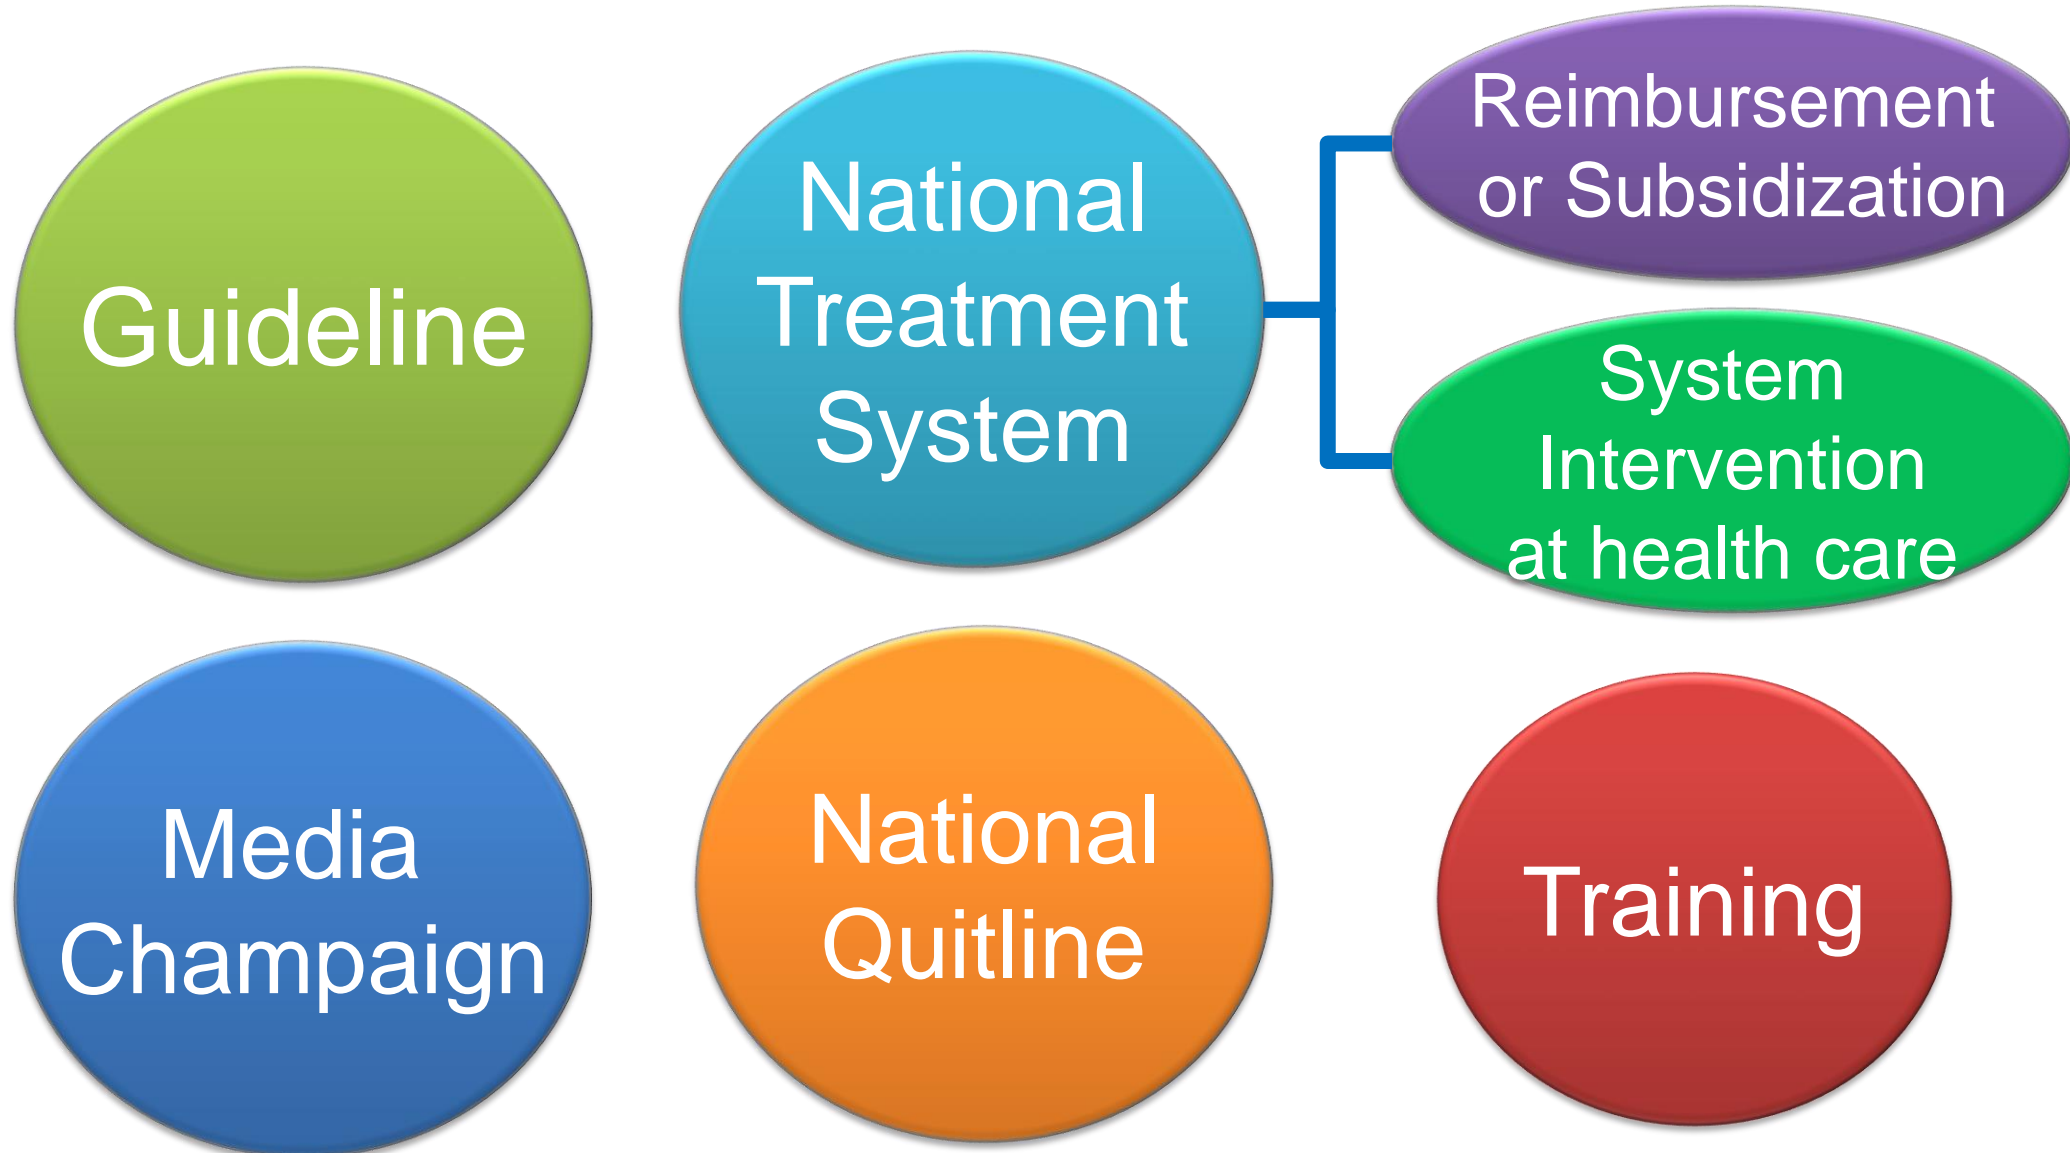 Guideline
National
Treatment
System
Reimbursement
or Subsidization
System
Intervention
at health care
Media
Champaign
National
Quitline
Training